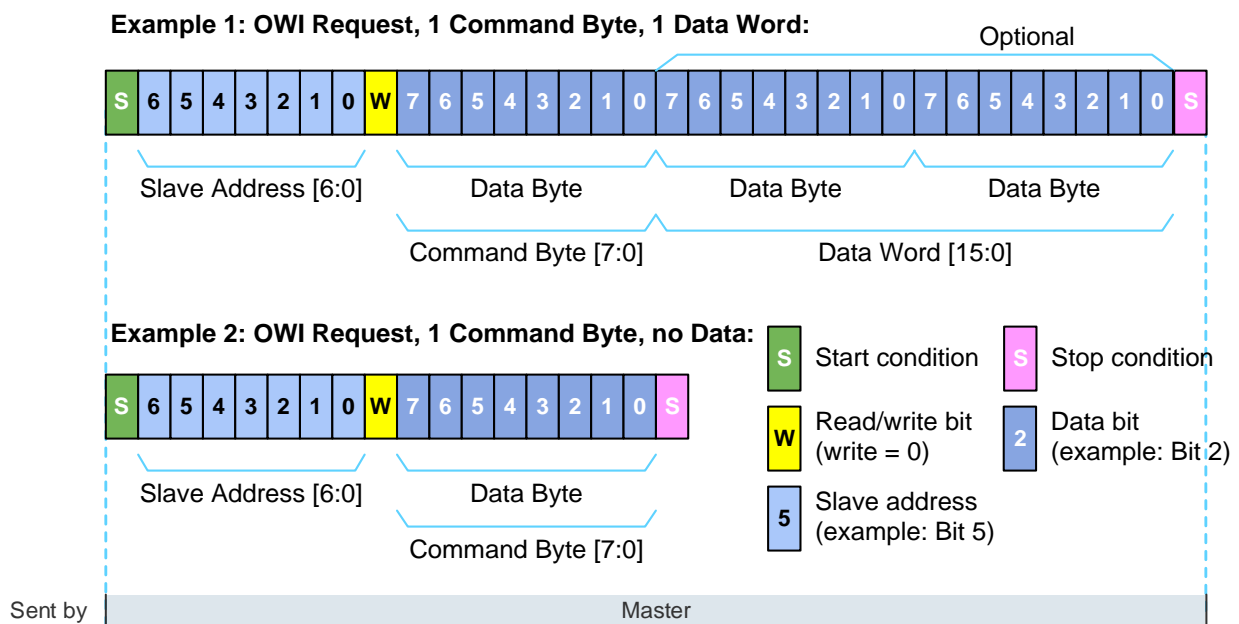 Example 1: OWI Request, 1 Command Byte, 1 Data Word:
Optional
S 6 5 4 3 2 1 0 W 7 6 5 4 3 2 1 0 7 6 5 4 3 2 1 0 7 6 5 4 3 2 1 0 S
Slave Address [6:0] Data Byte Data Byte Data Byte
Command Byte [7:0] Data Word [15:0]
Example 2: OWI Request, 1 Command Byte, no Data:
S 6 5 4 3 2 1 0 W 7 6 5 4 3 2 1 0 S
Slave Address [6:0] Data Byte
Command Byte [7:0]
S Start condition
S Stop condition
W Read/write bit
(write = 0)
2 Data bit
(example: Bit 2)
5 Slave address
(example: Bit 5)
Sent by Master